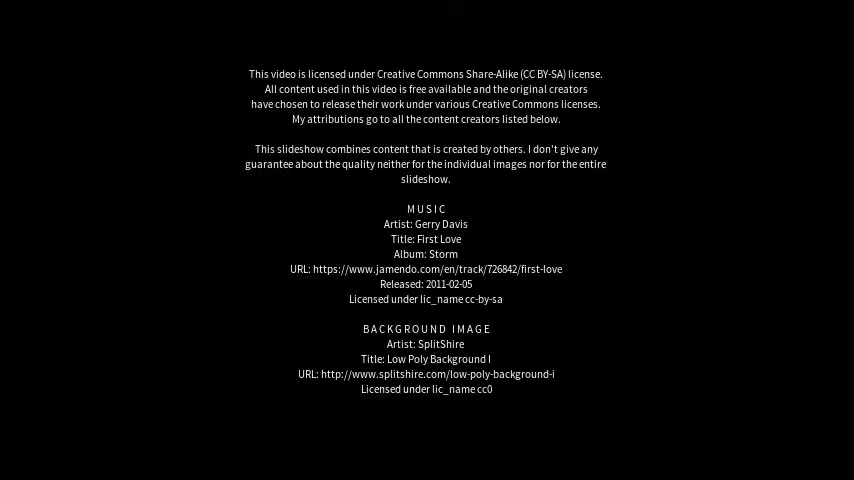 This video is licensed under Creative Commons Share-Alike (CC BY-SA) license.
All content used in this video is free available and the original creators
have chosen to release their work under various Creative Commons licenses.
My attributions go to all the content creators listed below.
This slideshow combines content that is created by others. I don't give any
guarantee about the quality neither for the individual images nor for the entire
slideshow.
MUSIC
Artist: Gerry Davis
Title: First Love
Album: Storm
URL: https://www.jamendo.com/en/track/726842/first-love
Released: 2011-02-05
Licensed under lic_name cc-by-sa
BACKGROUND IMAGE
Artist: SplitShire
Title: Low Poly Background I
URL: http://www.splitshire.com/low-poly-background-i
Licensed under lic_name cc0